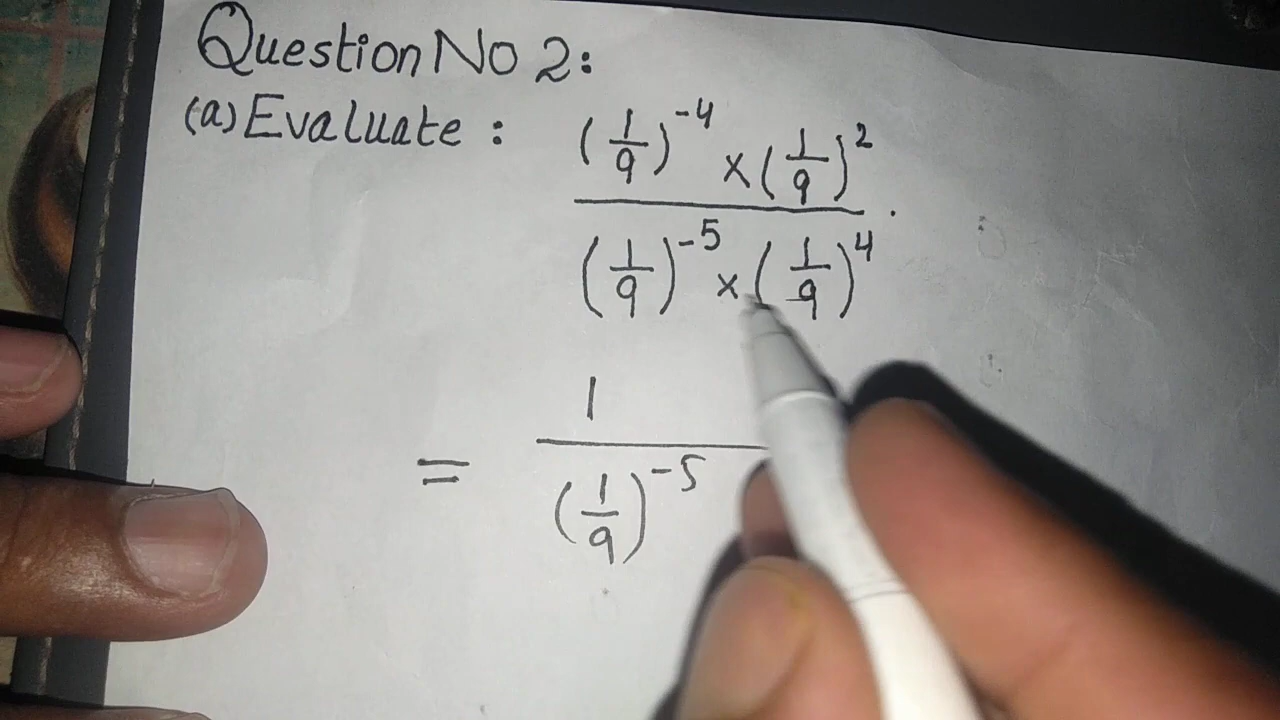 Question No 2:
(a) Evaluate : (1/9)^-4 × (1/9)^2
(1/9)^-5 × (1/9)^4 .
= 1
(1/9)^-5